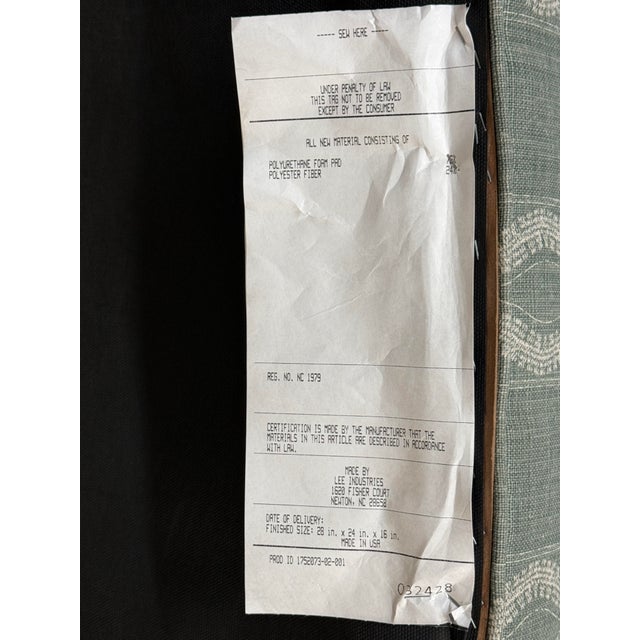 ----- SEW HERE -----
UNDER PENALTY OF LAW
THIS TAG NOT TO BE REMOVED
EXCEPT BY THE CONSUMER
ALL NEW MATERIAL CONSISTING OF
POLYURETHANE FOAM PAD 76%
POLYESTER FIBER 24%
REG. NO. NC 1979
CERTIFICATION IS MADE BY THE MANUFACTURER THAT THE
MATERIALS IN THIS ARTICLE ARE DESCRIBED IN ACCORDANCE
WITH LAW.
MADE BY
LEE INDUSTRIES
1620 FISHER COURT
NEWTON, NC 28658
DATE OF DELIVERY:
FINISHED SIZE: 28 in. x 24 in. x 16 in.
MADE IN USA
PROD ID 1752073-02-001
032428